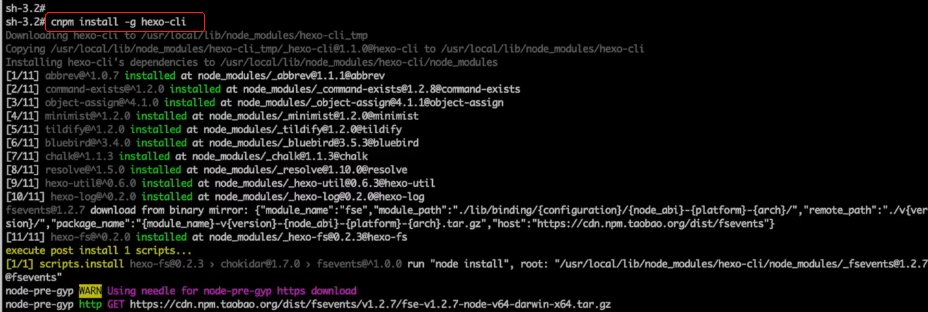 sh-3.2#
sh-3.2# cnpm install -g hexo-cli
Downloading hexo-cli to /usr/local/lib/node_modules/hexo-cli_tmp
Copying /usr/local/lib/node_modules/hexo-cli_tmp/_hexo-cli@1.1.0@hexo-cli to /usr/local/lib/node_modules/hexo-cli
Installing hexo-cli's dependencies to /usr/local/lib/node_modules/hexo-cli/node_modules
[1/11] abbrev@^1.0.7 installed at node_modules/_abbrev@1.1.1@abbrev
[2/11] command-exists@^1.2.0 installed at node_modules/_command-exists@1.2.8@command-exists
[3/11] object-assign@^4.1.0 installed at node_modules/_object-assign@4.1.1@object-assign
[4/11] minimist@^1.2.0 installed at node_modules/_minimist@1.2.0@minimist
[5/11] tildify@^1.2.0 installed at node_modules/_tildify@1.2.0@tildify
[6/11] bluebird@^3.4.0 installed at node_modules/_bluebird@3.5.3@bluebird
[7/11] chalk@^1.1.3 installed at node_modules/_chalk@1.1.3@chalk
[8/11] resolve@^1.5.0 installed at node_modules/_resolve@1.10.0@resolve
[9/11] hexo-util@^0.6.0 installed at node_modules/_hexo-util@0.6.3@hexo-util
[10/11] hexo-log@^0.2.0 installed at node_modules/_hexo-log@0.2.0@hexo-log
fsevents@1.2.7 download from binary mirror: {"module_name":"fse","module_path":"./lib/binding/{configuration}/{node_abi}-{platform}-{arch}/","remote_path":"./v{ver
sion}/","package_name":"{module_name}-v{version}-{node_abi}-{platform}-{arch}.tar.gz","host":"https://cdn.npm.taobao.org/dist/fsevents"}
[11/11] hexo-fs@^0.2.0 installed at node_modules/_hexo-fs@0.2.3@hexo-fs
execute post install 1 scripts...
[1/1] scripts.install hexo-fs@0.2.3 › chokidar@1.7.0 › fsevents@^1.0.0 run "node install", root: "/usr/local/lib/node_modules/hexo-cli/node_modules/_fsevents@1.2.7
@fsevents"
node-pre-gyp WARN Using needle for node-pre-gyp https download
node-pre-gyp http GET https://cdn.npm.taobao.org/dist/fsevents/v1.2.7/fse-v1.2.7-node-v64-darwin-x64.tar.gz